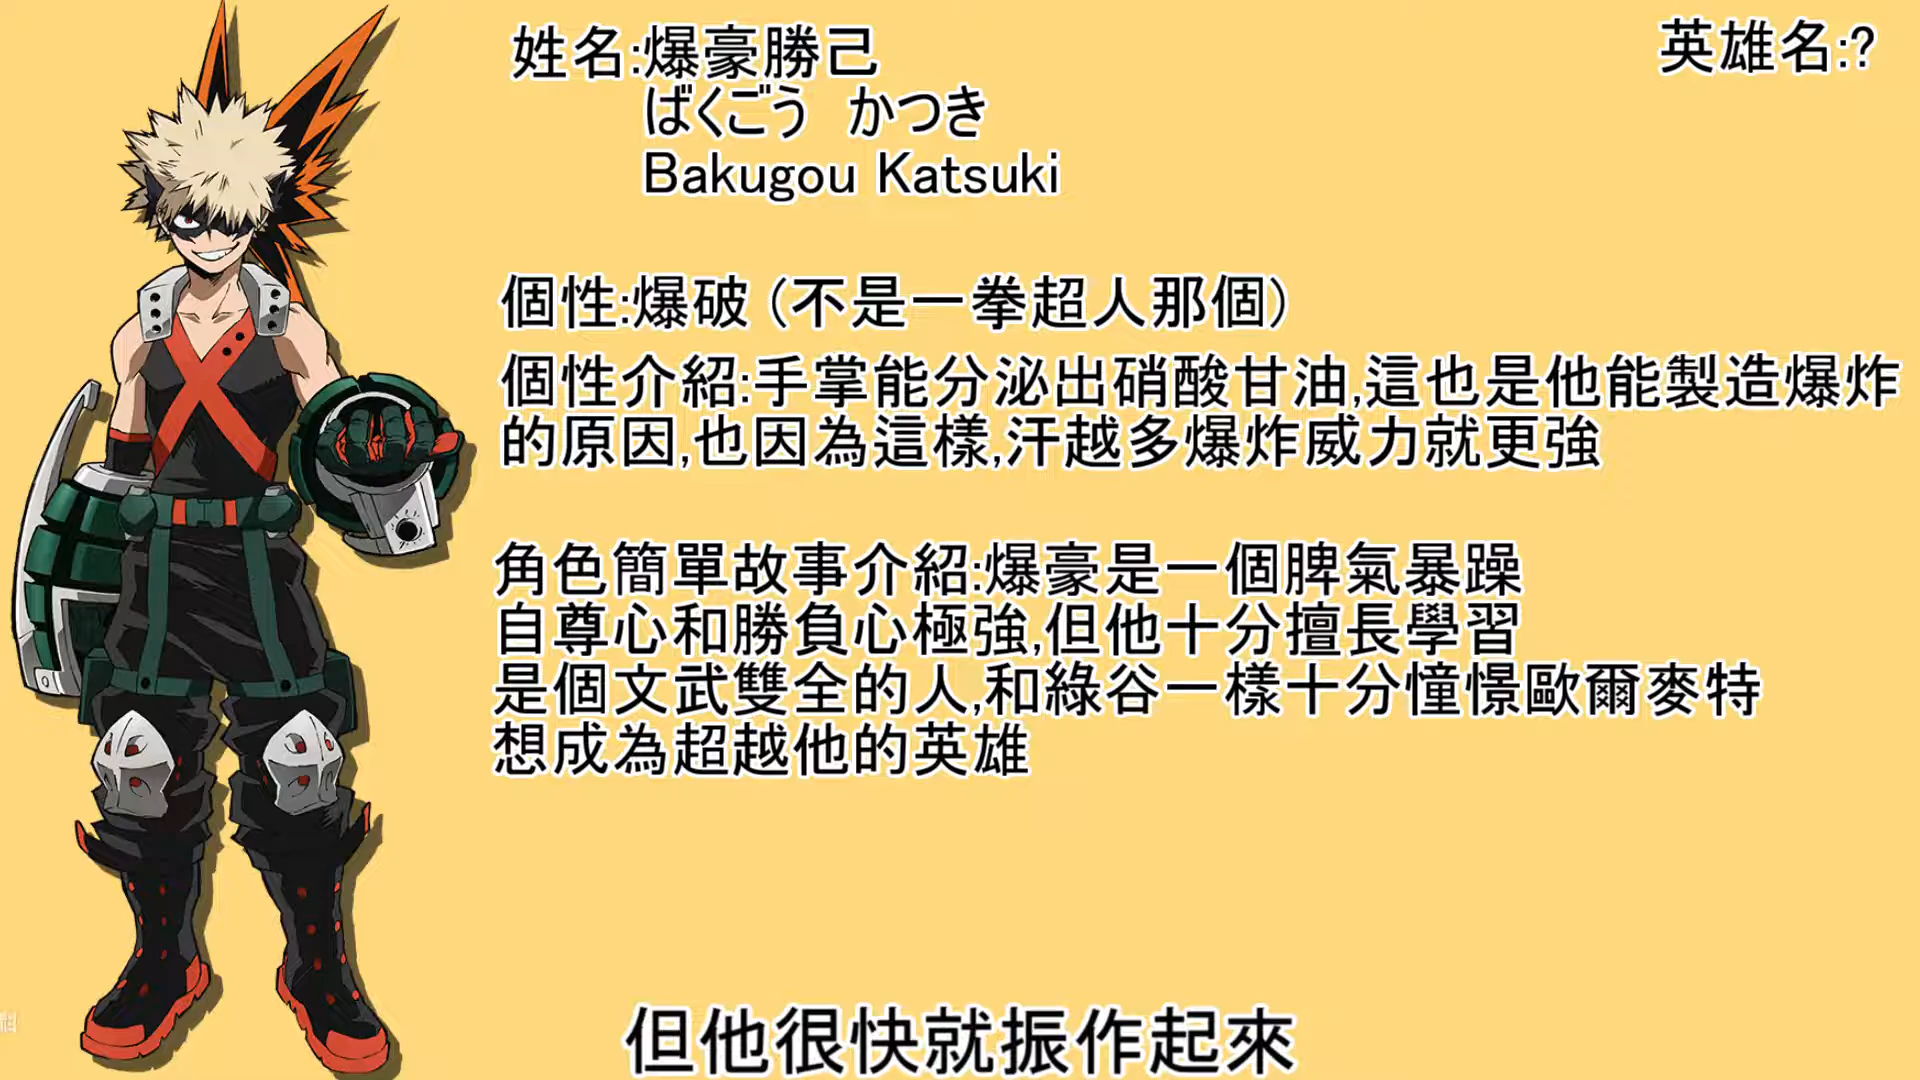 姓名:爆豪勝己
ばくごう　かつき
Bakugou Katsuki
英雄名:?
個性:爆破 (不是一拳超人那個)
個性介紹:手掌能分泌出硝酸甘油,這也是他能製造爆炸
的原因,也因為這樣,汗越多爆炸威力就更強
角色簡單故事介紹:爆豪是一個脾氣暴躁
自尊心和勝負心極強,但他十分擅長學習
是個文武雙全的人,和綠谷一樣十分憧憬歐爾麥特
想成為超越他的英雄
但他很快就振作起來